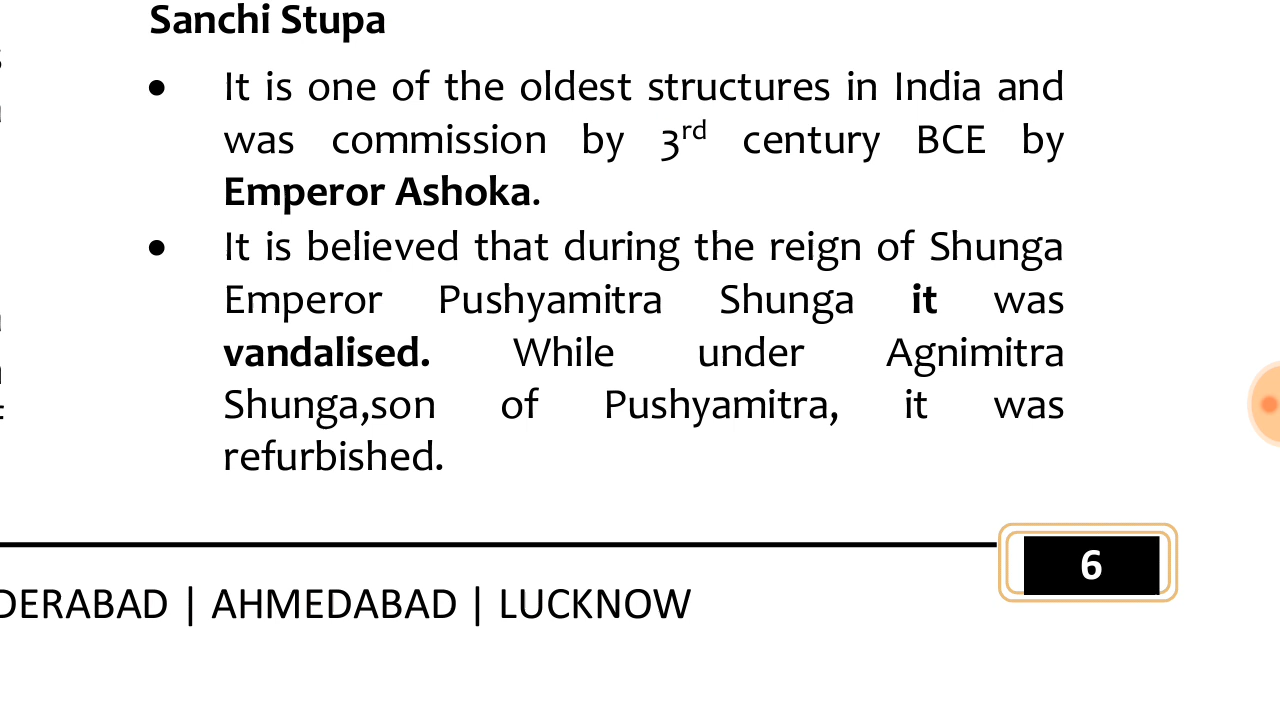 Sanchi Stupa
• It is one of the oldest structures in India and
was commission by 3rd century BCE by
Emperor Ashoka.
• It is believed that during the reign of Shunga
Emperor Pushyamitra Shunga it was
vandalised. While under Agnimitra
Shunga,son of Pushyamitra, it was
refurbished.
6
DERABAD | AHMEDABAD | LUCKNOW